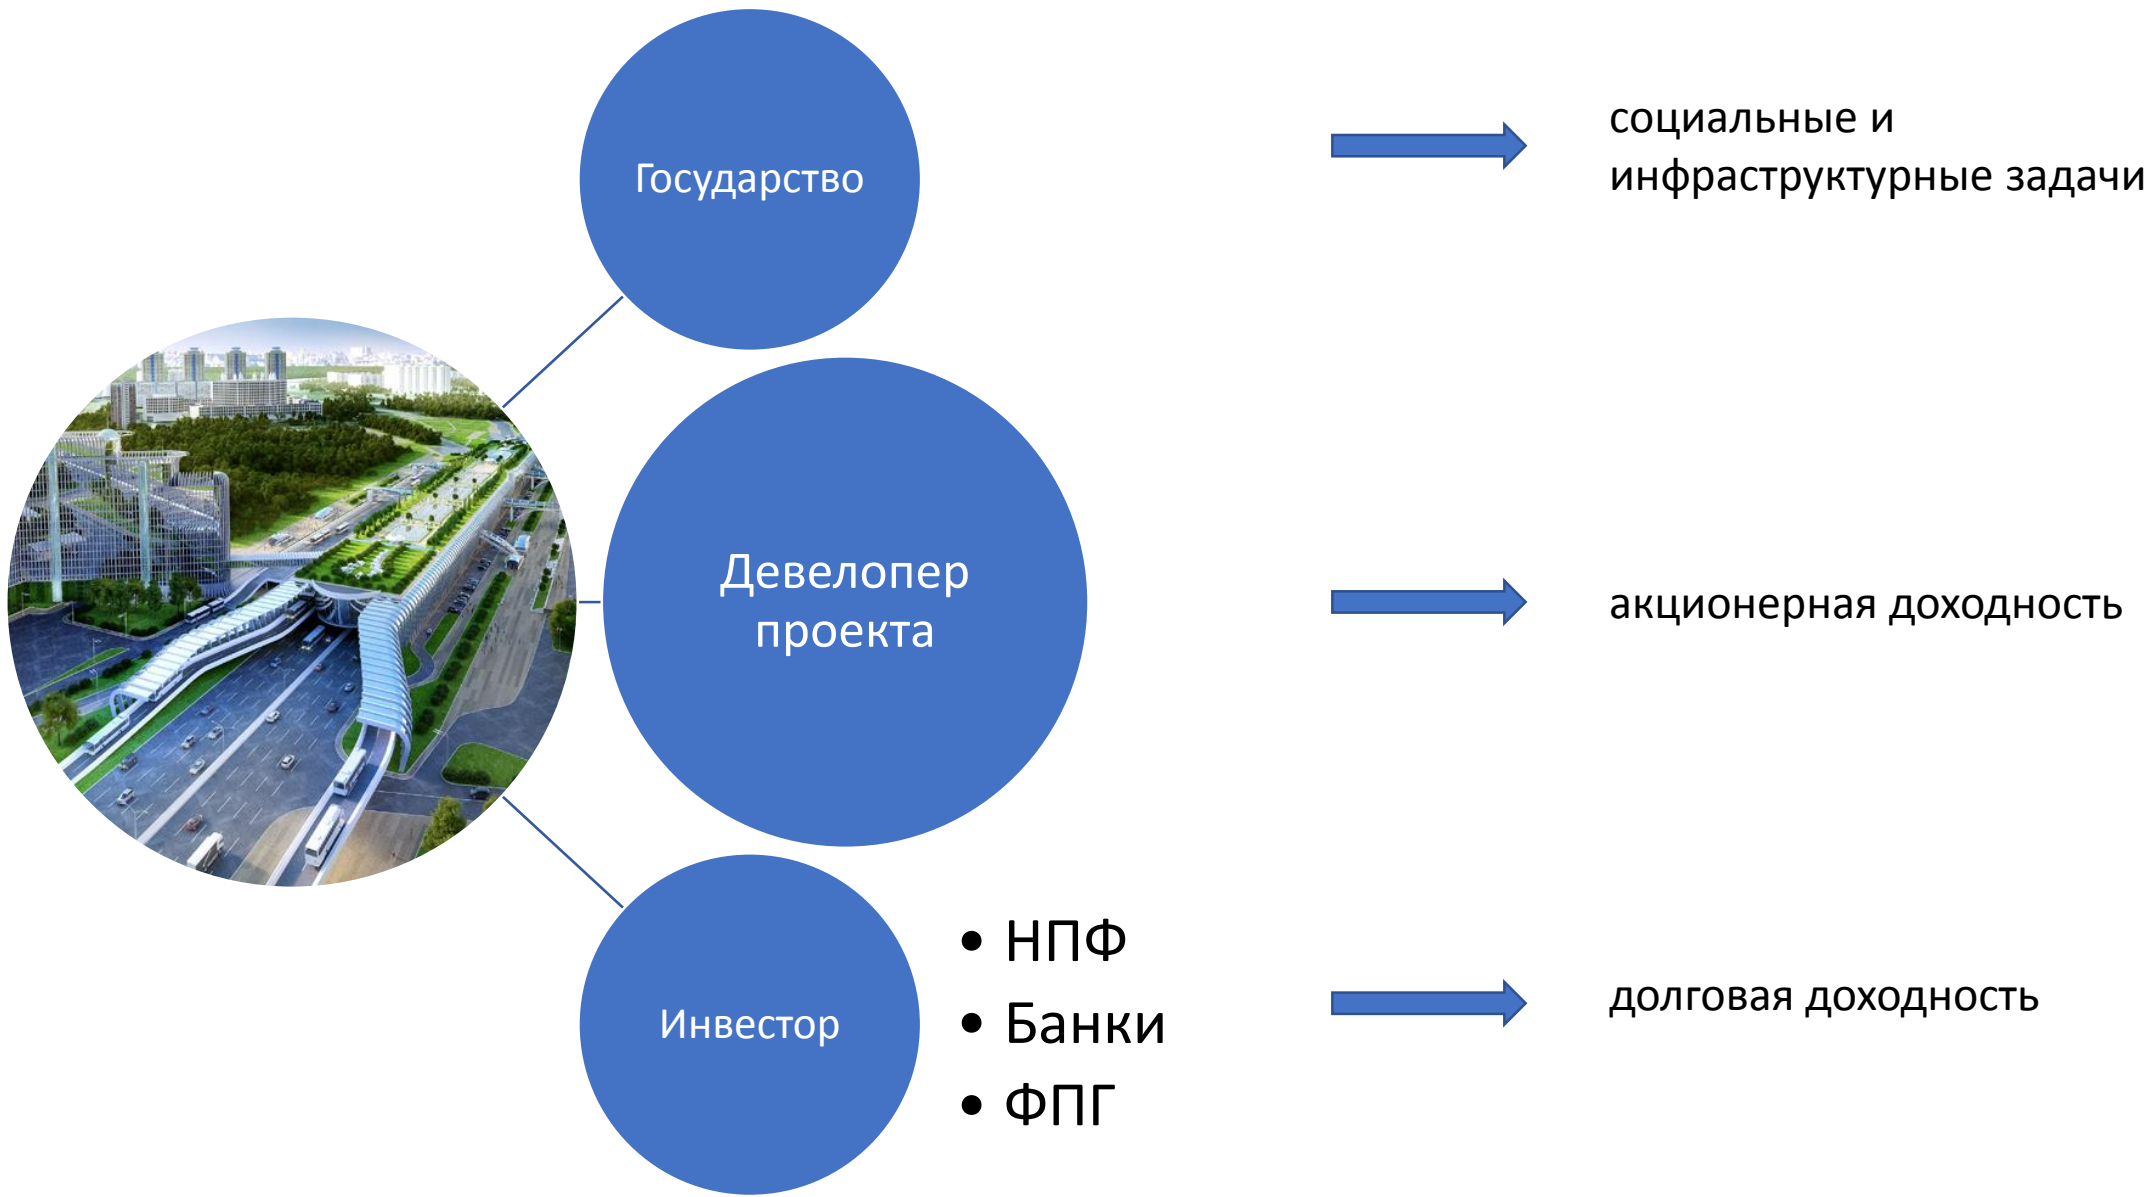 Государство
социальные и
инфраструктурные задачи
Девелопер
проекта
акционерная доходность
Инвестор
• НПФ
• Банки
• ФПГ
долговая доходность